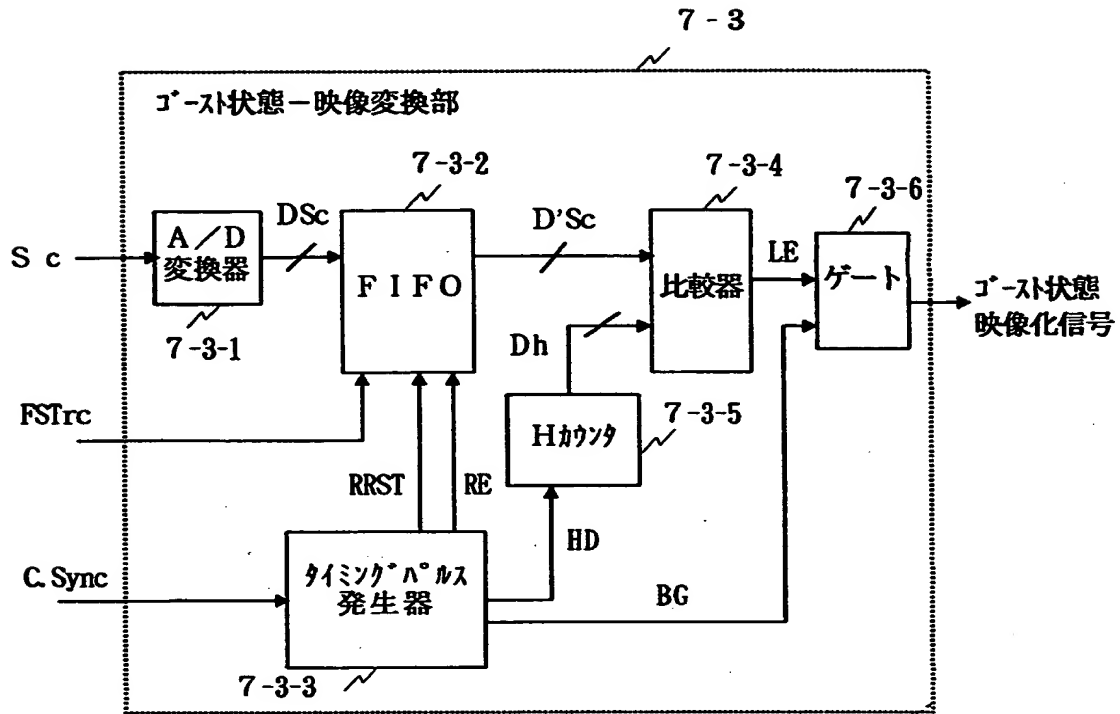 7-3
ゴースト状態-映像変換部
7-3-2
7-3-4
7-3-6
DSc
D'Sc
LE
Sc
A/D
変換器
FIFO
比較器
ゲート
ゴースト状態
映像化信号
7-3-1
Dh
FSTrc
Hカウンタ
7-3-5
RRST
RE
HD
C.Sync
タイミングパルス
発生器
BG
7-3-3